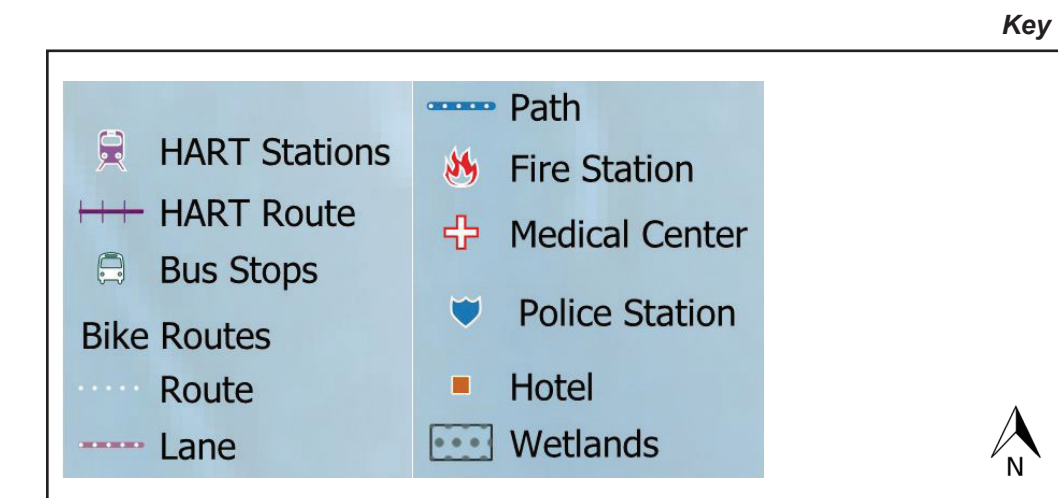 Key
HART Stations
HART Route
Bus Stops
Bike Routes
Route
Lane
Path
Fire Station
Medical Center
Police Station
Hotel
Wetlands
N